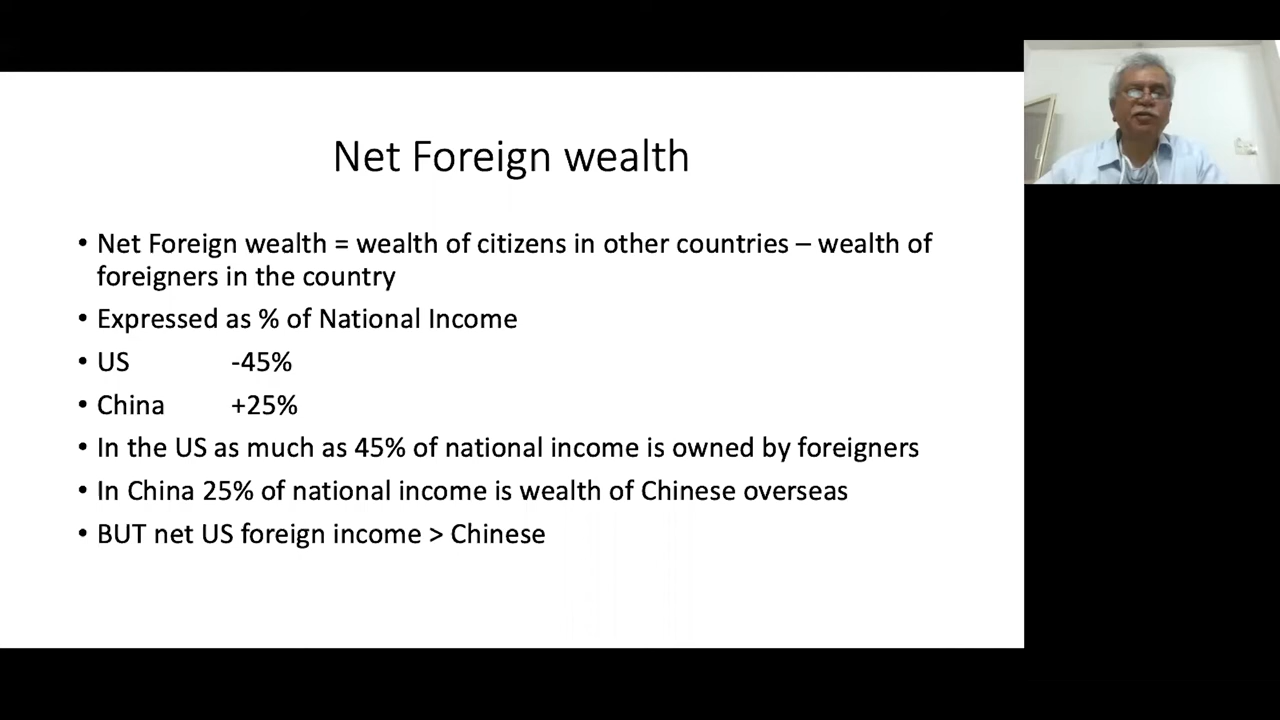 Net Foreign wealth
• Net Foreign wealth = wealth of citizens in other countries – wealth of
foreigners in the country
• Expressed as % of National Income
• US -45%
• China +25%
• In the US as much as 45% of national income is owned by foreigners
• In China 25% of national income is wealth of Chinese overseas
• BUT net US foreign income > Chinese